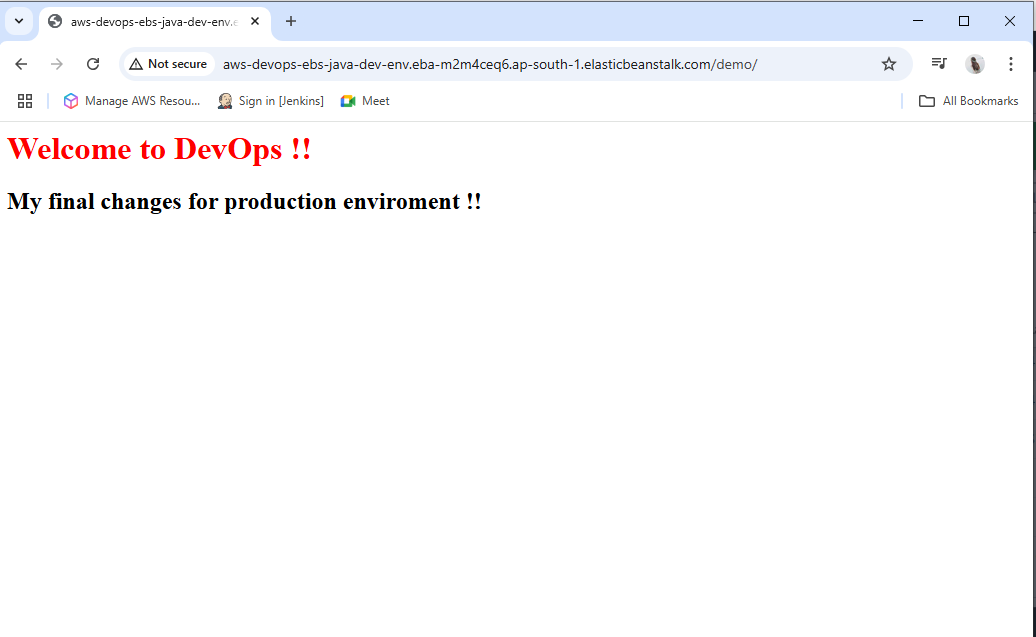 aws-devops-ebs-java-dev-env.e
Not secure
aws-devops-ebs-java-dev-env.eba-m2m4ceq6.ap-south-1.elasticbeanstalk.com/demo/
Manage AWS Resou... Sign in [Jenkins] Meet All Bookmarks
Welcome to DevOps !!
My final changes for production enviroment !!